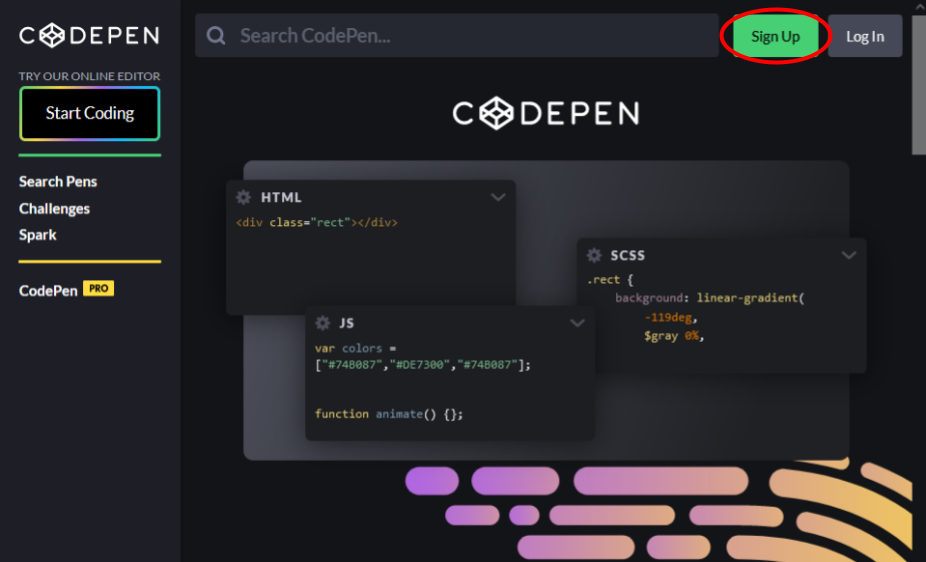 CODEPEN
TRY OUR ONLINE EDITOR
Start Coding
Search Pens
Challenges
Spark
CodePen PRO
Search CodePen...
Sign Up
Log In
CODEPEN
HTML
<div class="rect"></div>
SCSS
.rect {
background: linear-gradient(
-119deg,
$gray 0%,
JS
var colors =
["#74B087","#DE7300","#74B087"];
function animate() {};